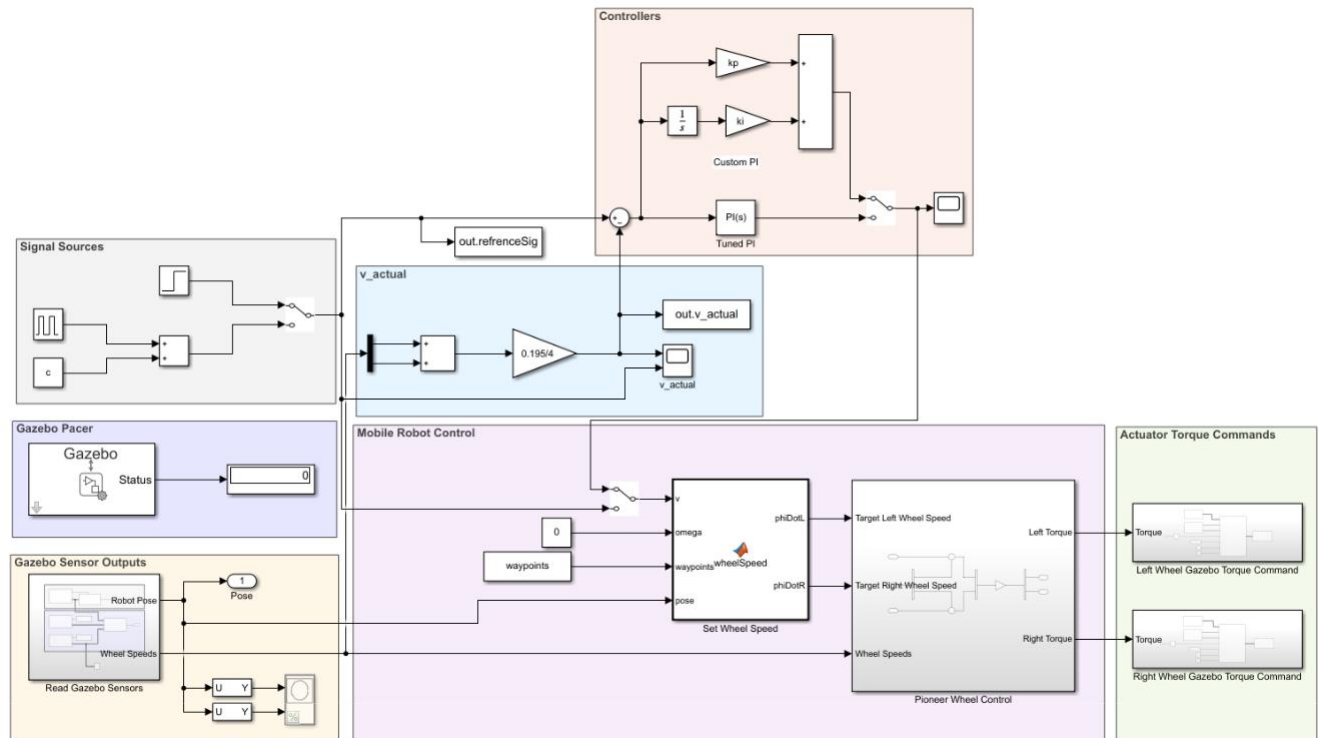 Controllers
kp
+
1
s
ki
+
Custom PI
+
-
PI(s)
Tuned PI
Signal Sources
out.refrenceSig
v_actual
+
+
c
+
+
0.195/4
out.v_actual
v_actual
Gazebo Pacer
Gazebo
Status
0
Mobile Robot Control
v
omega
waypoints
pose
0
waypoints
wheelSpeed
phiDotL
phiDotR
Set Wheel Speed
Target Left Wheel Speed
Target Right Wheel Speed
Wheel Speeds
Left Torque
Right Torque
Pioneer Wheel Control
Actuator Torque Commands
Torque
Left Wheel Gazebo Torque Command
Torque
Right Wheel Gazebo Torque Command
Gazebo Sensor Outputs
Robot Pose
1
Pose
Wheel Speeds
Read Gazebo Sensors
U Y
U Y